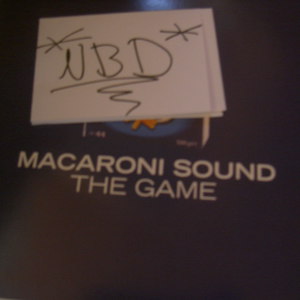 *NBD*
MACARONI SOUND
THE GAME